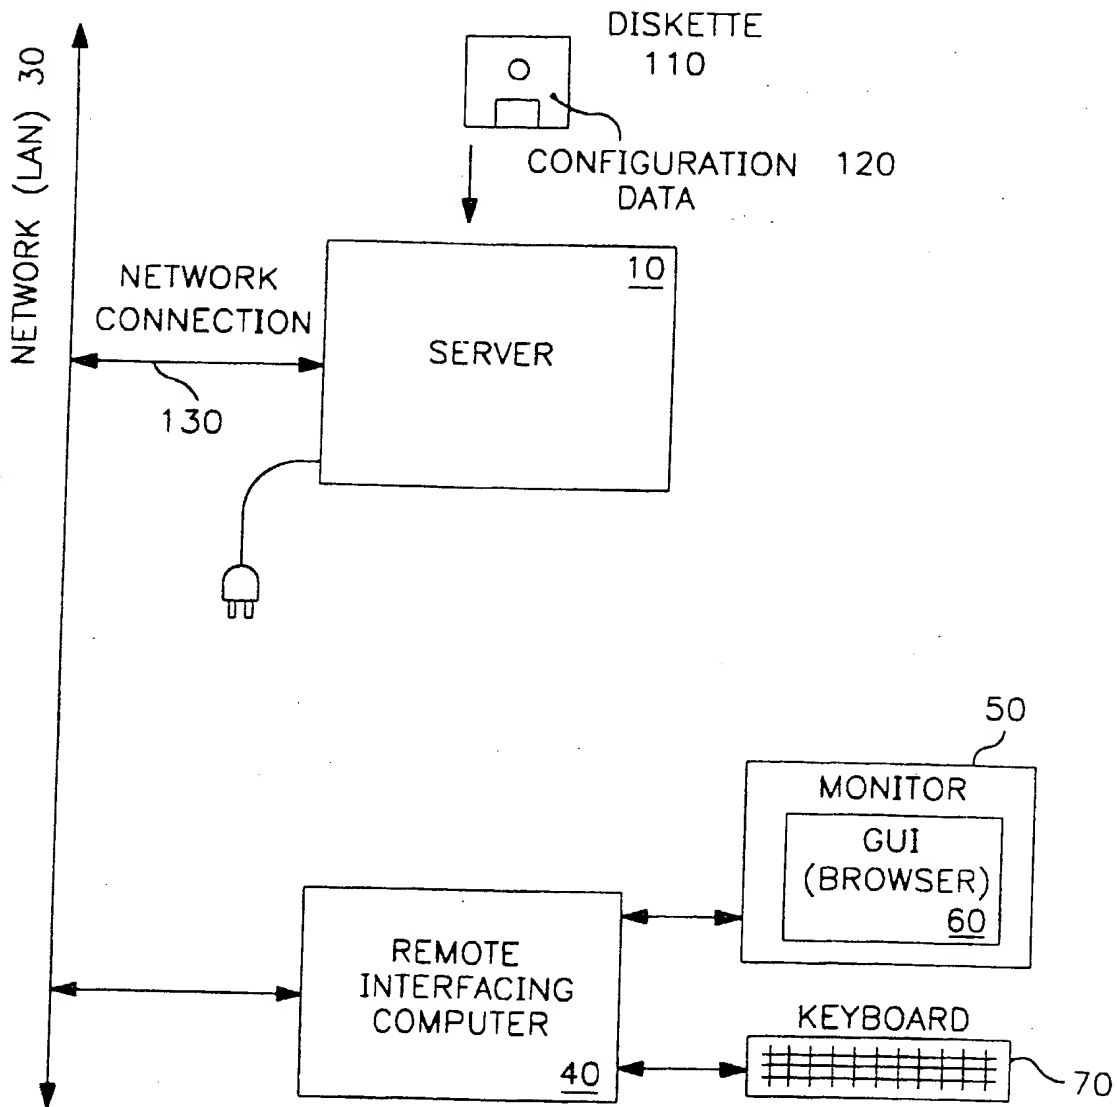 DISKETTE
110
NETWORK (LAN) 30
CONFIGURATION 120
DATA
10
NETWORK
CONNECTION
SERVER
130
50
MONITOR
GUI
(BROWSER)
60
REMOTE
INTERFACING
COMPUTER
40
KEYBOARD
70